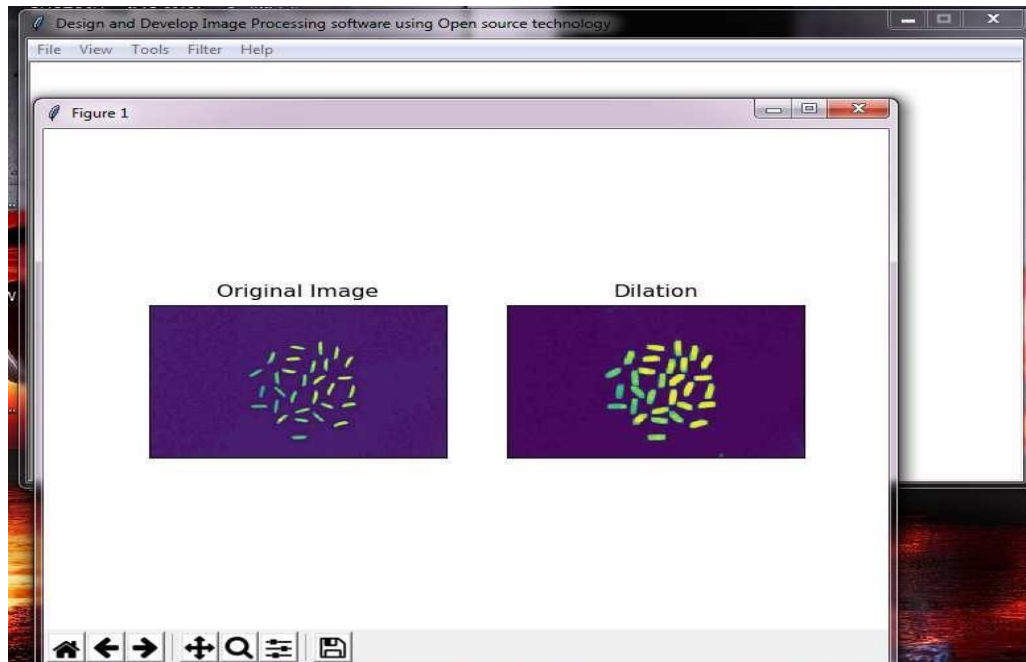 Design and Develop Image Processing software using Open source technology
File View Tools Filter Help
Figure 1
Original Image
Dilation